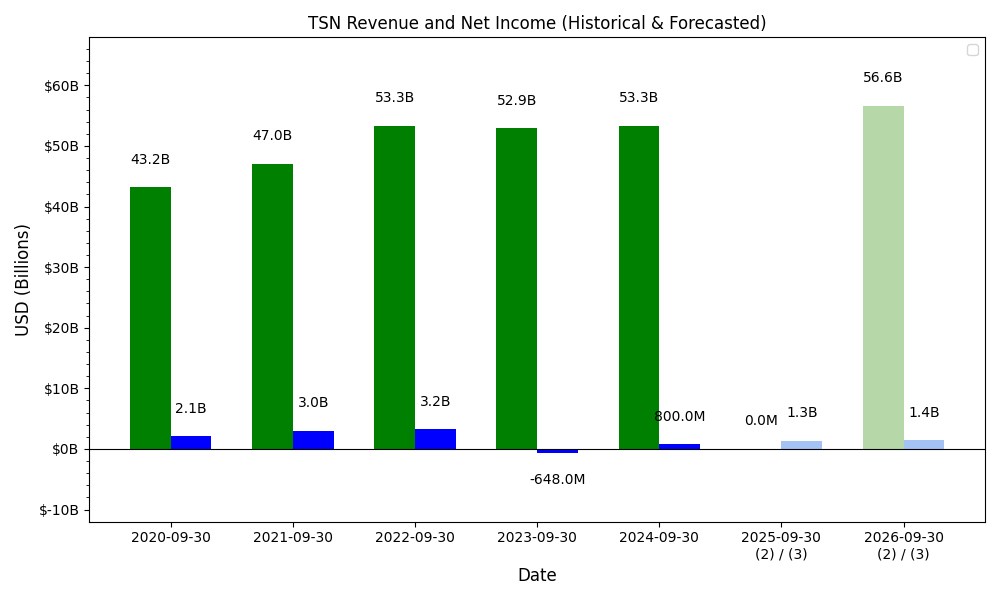 TSN Revenue and Net Income (Historical & Forecasted)
USD (Billions)
$60B
$50B
$40B
$30B
$20B
$10B
$0B
$-10B
43.2B
2.1B
47.0B
3.0B
53.3B
3.2B
52.9B
-648.0M
53.3B
800.0M
0.0M
1.3B
56.6B
1.4B
2020-09-30
2021-09-30
2022-09-30
2023-09-30
2024-09-30
2025-09-30
(2) / (3)
2026-09-30
(2) / (3)
Date